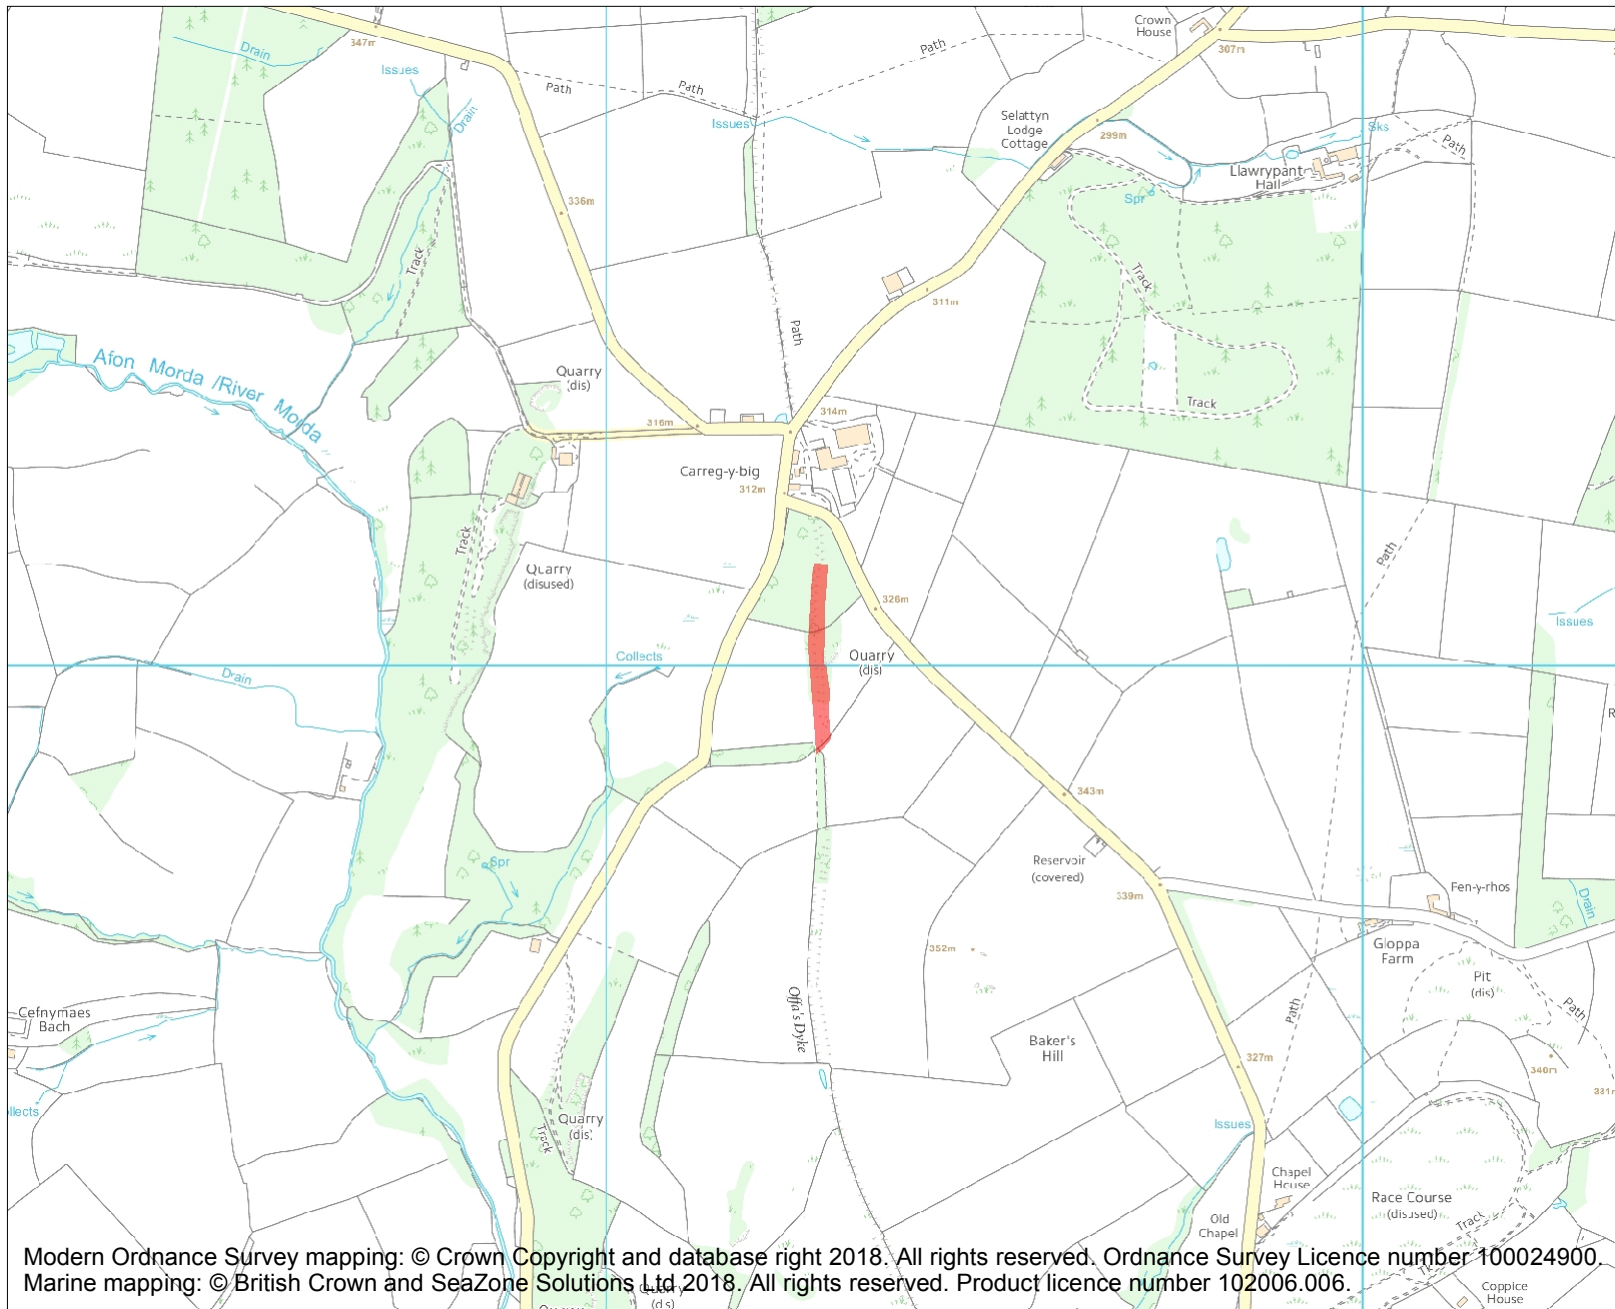 Crown
House
307m
347m
Drain
Issues
Path
Path
Path
Drain
Issues
Selattyn
Lodge
Cottage
299m
Sks
Path
Llawrypant
Hall
Spr
336m
Track
Track
311m
Path
Afon Morda /River Morda
Quarry
(dis)
Track
316m
314m
Carreg-y-big
312m
Track
Path
Quarry
(disused)
326m
Issues
Collects
Quarry
(dis)
Drain
R
343m
Spr
Reservoir
(covered)
339m
Fen-y-rhos
Drain
352m
Gloppa
Farm
Pit
(dis)
Offa's Dyke
Path
Path
Cefnymaes
Bach
Baker's
Hill
327m
340m
331m
llects
Quarry
(dis)
Track
Issues
Chapel
House
Race Course
(disused)
Old
Chapel
Track
Modern Ordnance Survey mapping: © Crown Copyright and database right 2018. All rights reserved. Ordnance Survey Licence number 100024900.
Marine mapping: © British Crown and SeaZone Solutions Ltd 2018. All rights reserved. Product licence number 102006.006.
Quarry
(dis)
Track
Coppice
House
Quarry